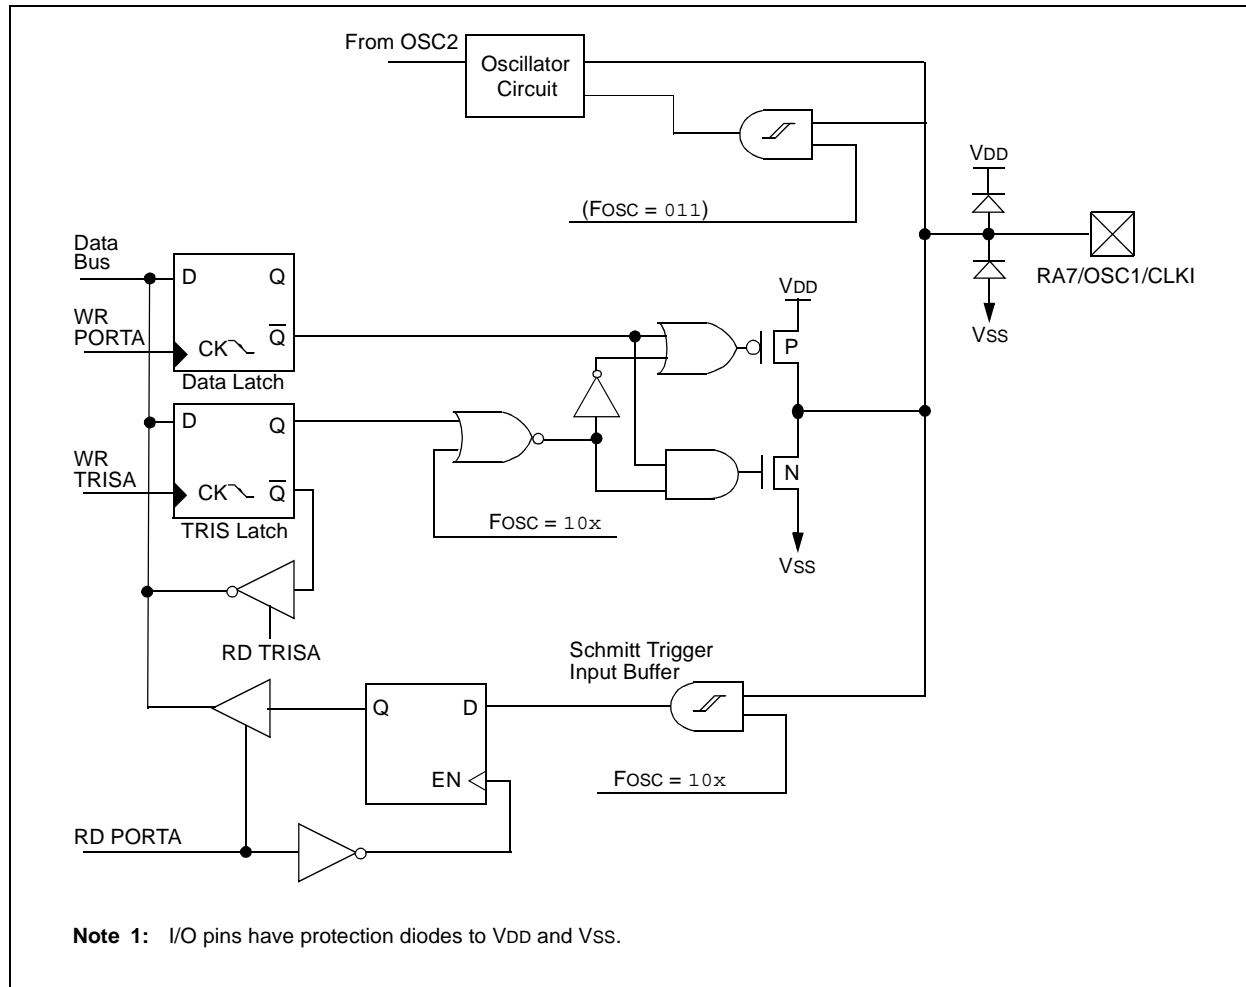 From OSC2
Oscillator
Circuit
(FOSC = 011)
VDD
RA7/OSC1/CLKI
VSS
Data
Bus
D
Q
WR
PORTA
CK
Q
Data Latch
VDD
P
D
Q
WR
TRISA
CK
Q
TRIS Latch
FOSC = 10x
N
VSS
RD TRISA
Schmitt Trigger
Input Buffer
Q
D
EN
FOSC = 10x
RD PORTA
Note 1: I/O pins have protection diodes to VDD and VSS.